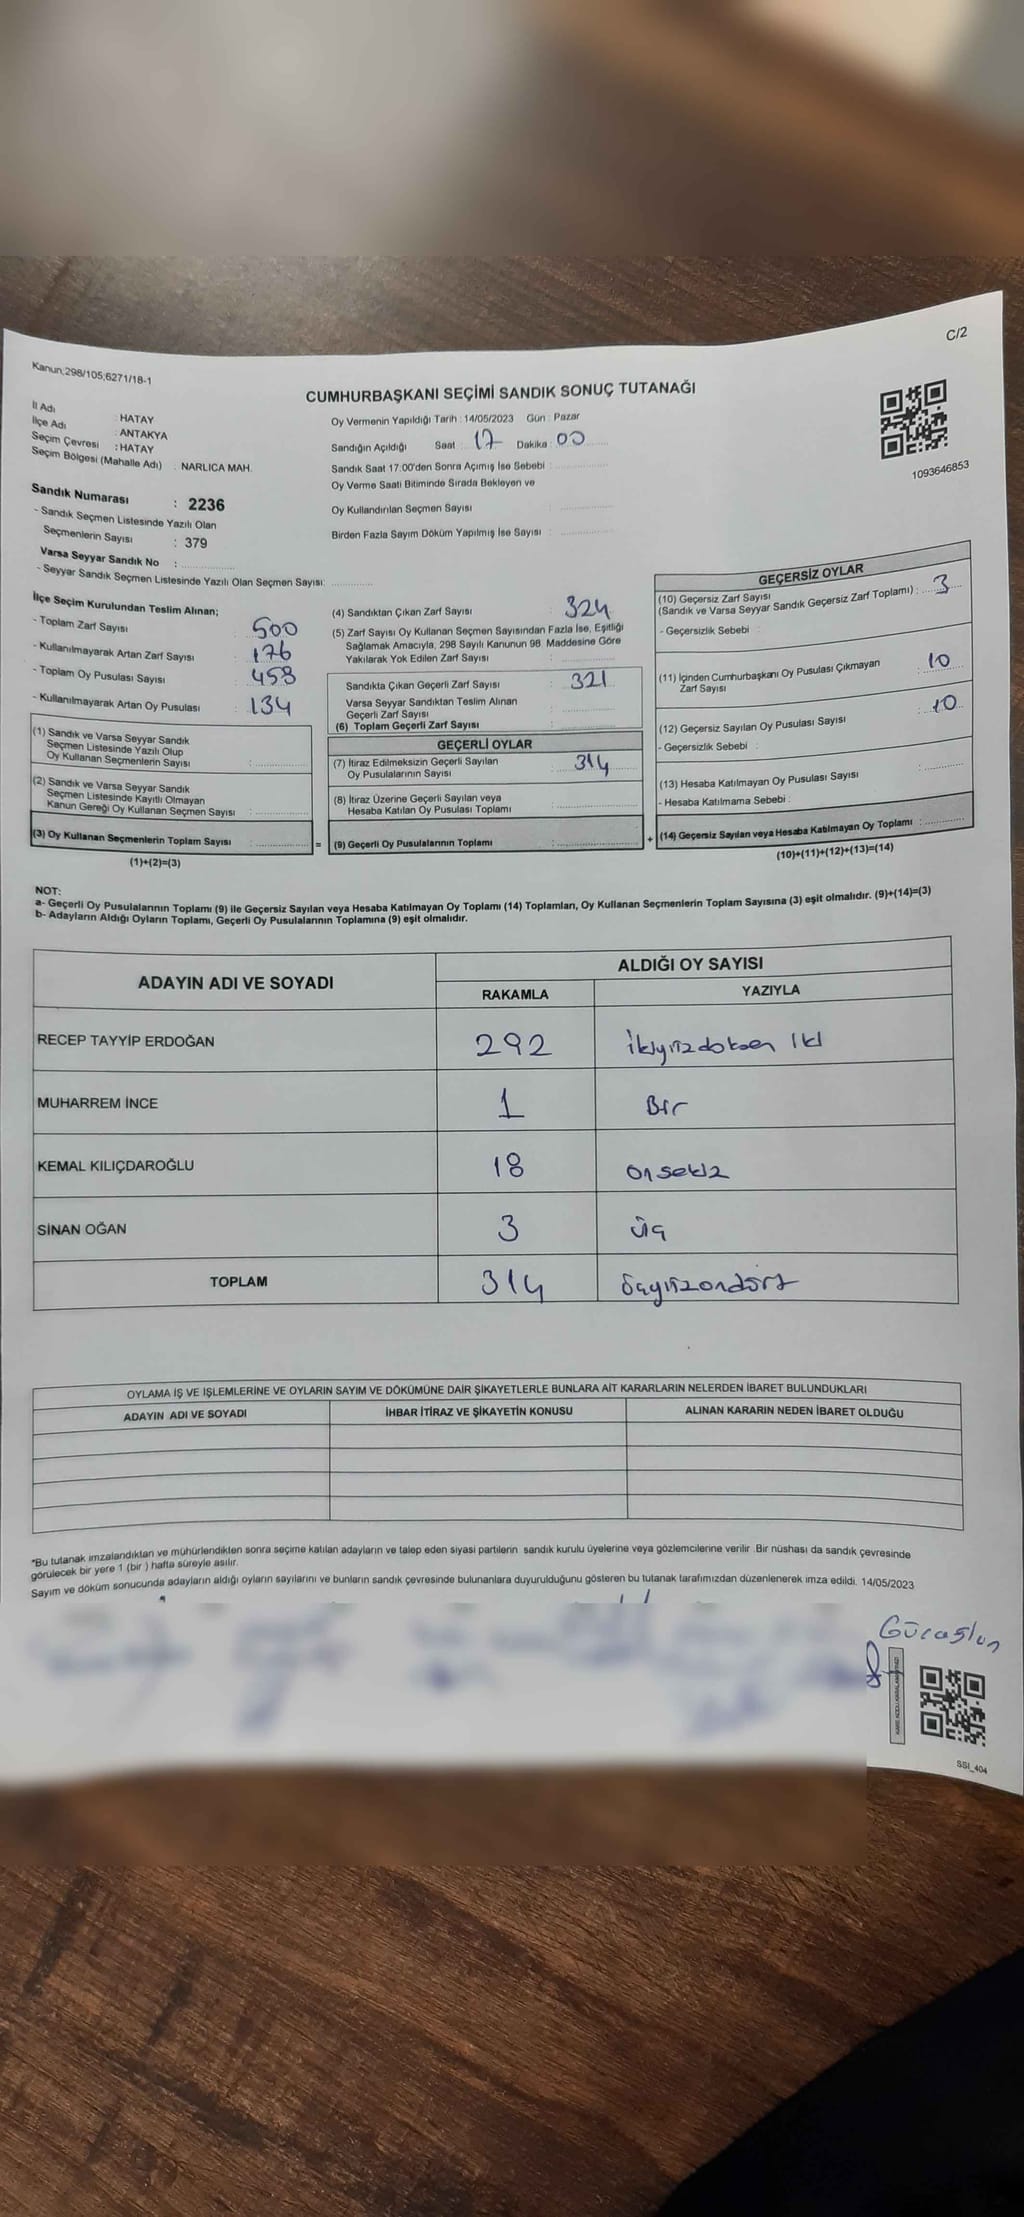 C/2
Kanun;298/105;6271/18-1
CUMHURBAŞKANI SEÇİMİ SANDIK SONUÇ TUTANAĞI
İl Adı : HATAY
İlçe Adı : ANTAKYA
Seçim Çevresi : HATAY
Seçim Bölgesi (Mahalle Adı) : NARLICA MAH.
Oy Vermenin Yapıldığı Tarih : 14/05/2023 Gün : Pazar
Sandığın Açıldığı Saat : 17 Dakika : 00
Sandık Saat 17:00'den Sonra Açımış İse Sebebi :
Oy Verme Saati Bitiminde Sırada Bekleyen ve
Oy Kullandırılan Seçmen Sayısı :
Birden Fazla Sayım Döküm Yapılmış İse Sayısı :
1093646853
Sandık Numarası : 2236
- Sandık Seçmen Listesinde Yazılı Olan
Seçmenlerin Sayısı : 379
Varsa Seyyar Sandık No :
- Seyyar Sandık Seçmen Listesinde Yazılı Olan Seçmen Sayısı:
İlçe Seçim Kurulundan Teslim Alınan;
- Toplam Zarf Sayısı : 500
- Kullanılmayarak Artan Zarf Sayısı : 176
- Toplam Oy Pusulası Sayısı : 458
- Kullanılmayarak Artan Oy Pusulası : 134
(1) Sandık ve Varsa Seyyar Sandık
Seçmen Listesinde Yazılı Olup
Oy Kullanan Seçmenlerin Sayısı :
(2) Sandık ve Varsa Seyyar Sandık
Seçmen Listesinde Kayıtlı Olmayan
Kanun Gereği Oy Kullanan Seçmen Sayısı :
(3) Oy Kullanan Seçmenlerin Toplam Sayısı :
(1)+(2)=(3)
(4) Sandıktan Çıkan Zarf Sayısı : 324
(5) Zarf Sayısı Oy Kullanan Seçmen Sayısından Fazla İse, Eşitliği
Sağlamak Amacıyla, 298 Sayılı Kanunun 98. Maddesine Göre
Yakılarak Yok Edilen Zarf Sayısı :
Sandıkta Çıkan Geçerli Zarf Sayısı : 321
Varsa Seyyar Sandıktan Teslim Alınan
Geçerli Zarf Sayısı :
(6) Toplam Geçerli Zarf Sayısı :
GEÇERLİ OYLAR
(7) İtiraz Edilmeksizin Geçerli Sayılan
Oy Pusulalarının Sayısı : 314
(8) İtiraz Üzerine Geçerli Sayılan veya
Hesaba Katılan Oy Pusulası Toplamı :
= (9) Geçerli Oy Pusulalarının Toplamı :
GEÇERSİZ OYLAR
(10) Geçersiz Zarf Sayısı
(Sandık ve Varsa Seyyar Sandık Geçersiz Zarf Toplamı) : 3
- Geçersizlik Sebebi :
(11) İçinden Cumhurbaşkanı Oy Pusulası Çıkmayan
Zarf Sayısı : 10
(12) Geçersiz Sayılan Oy Pusulası Sayısı : 10
- Geçersizlik Sebebi :
(13) Hesaba Katılmayan Oy Pusulası Sayısı :
- Hesaba Katılmama Sebebi :
+ (14) Geçersiz Sayılan veya Hesaba Katılmayan Oy Toplamı :
(10)+(11)+(12)+(13)=(14)
NOT:
a- Geçerli Oy Pusulalarının Toplamı (9) ile Geçersiz Sayılan veya Hesaba Katılmayan Oy Toplamı (14) Toplamları, Oy Kullanan Seçmenlerin Toplam Sayısına (3) eşit olmalıdır. (9)+(14)=(3)
b- Adayların Aldığı Oyların Toplamı, Geçerli Oy Pusulalarının Toplamına (9) eşit olmalıdır.
ADAYIN ADI VE SOYADI
ALDIĞI OY SAYISI
RAKAMLA YAZIYLA
RECEP TAYYİP ERDOĞAN 292 ikiyüzdoksan iki
MUHARREM İNCE 1 Bir
KEMAL KILIÇDAROĞLU 18 onsekiz
SİNAN OĞAN 3 üç
TOPLAM 314 üçyüzondört
OYLAMA İŞ VE İŞLEMLERİNE VE OYLARIN SAYIM VE DÖKÜMÜNE DAİR ŞİKAYETLERLE BUNLARA AİT KARARLARIN NELERDEN İBARET BULUNDUKLARI
ADAYIN ADI VE SOYADI İHBAR İTİRAZ VE ŞİKAYETİN KONUSU ALINAN KARARIN NEDEN İBARET OLDUĞU
*Bu tutanak imzalandıktan ve mühürlendikten sonra seçime katılan adayların ve talep eden siyasi partilerin sandık kurulu üyelerine veya gözlemcilerine verilir. Bir nüshası da sandık çevresinde
görülecek bir yere 1 (bir ) hafta süreyle asılır.
Sayım ve döküm sonucunda adayların aldığı oyların sayılarını ve bunların sandık çevresinde bulunanlara duyurulduğunu gösteren bu tutanak tarafımızdan düzenlenerek imza edildi. 14/05/2023
Gücaslan
SSI_404